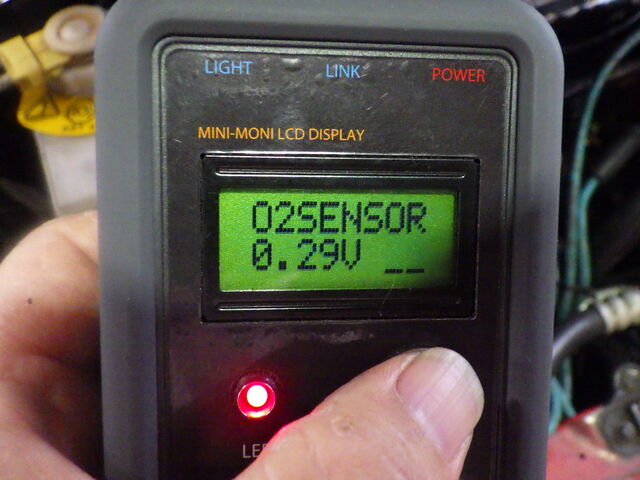 LIGHT LINK POWER
MINI-MONI LCD DISPLAY
O2SENSOR
0.29V __